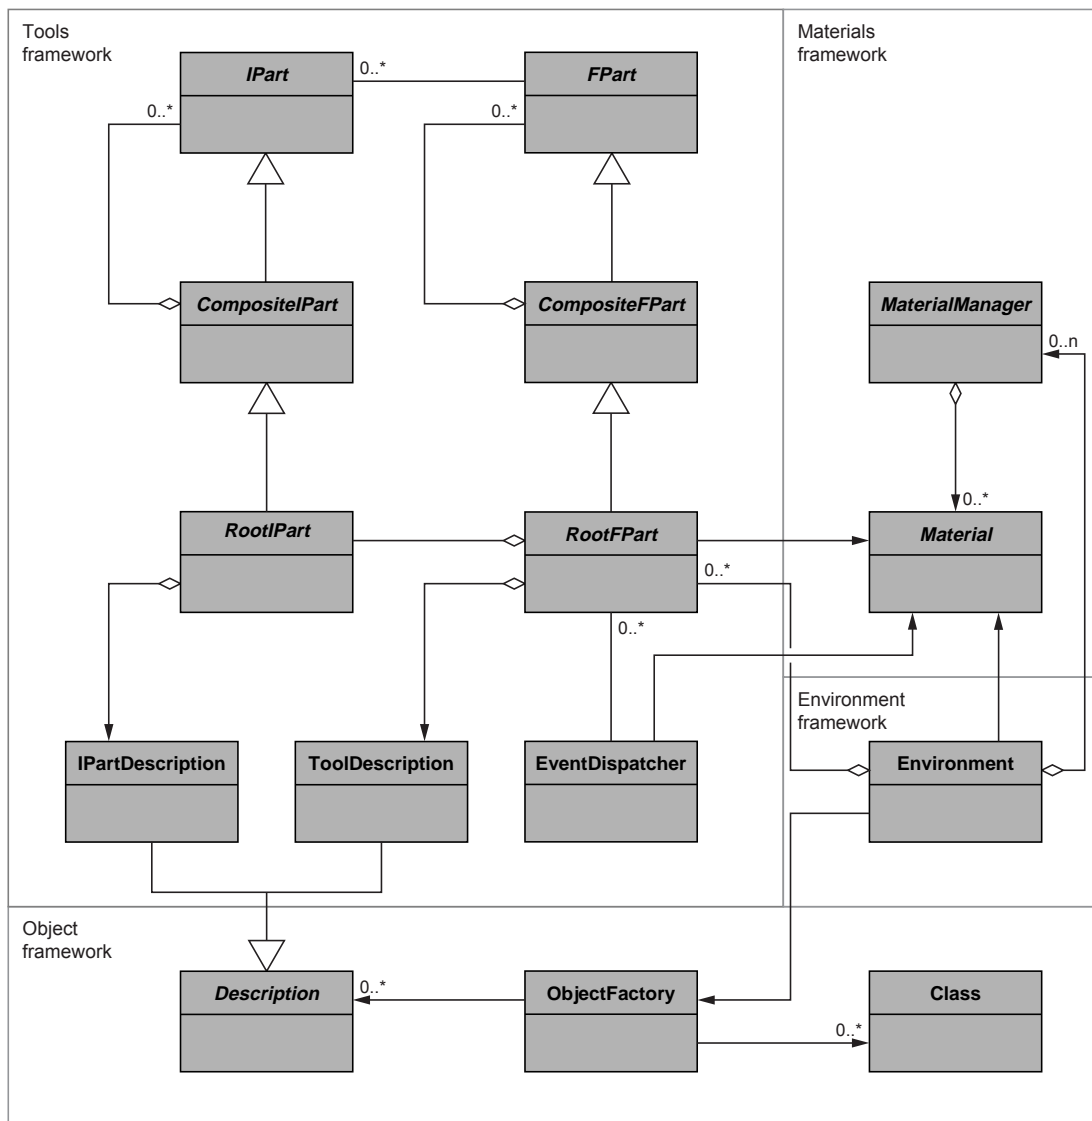 Tools
framework
Materials
framework
IPart
0..*
FPart
0..*
0..*
CompositeIPart
CompositeFPart
MaterialManager
0..n
0..*
RootIPart
RootFPart
Material
0..*
0..*
Environment
framework
IPartDescription
ToolDescription
EventDispatcher
Environment
Object
framework
Description
0..*
ObjectFactory
Class
0..*